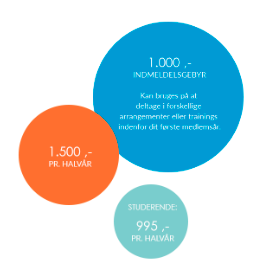 1.000 ,-
INDMELDELSGEBYR
Kan bruges på at
deltage i forskellige
arrangementer eller trainings
indenfor dit første medlemsår.
1.500 ,-
PR. HALVÅR
STUDERENDE:
995 ,-
PR. HALVÅR